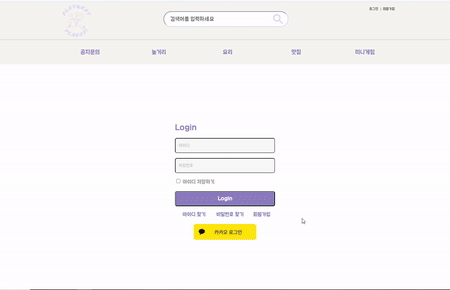 로그인 | 회원가입
검색어를 입력하세요
공지문의 놀거리 요리 맛집 미니게임
Login
아이디
비밀번호
아이디 저장하기
Login
아이디 찾기 비밀번호 찾기 회원가입
카카오 로그인